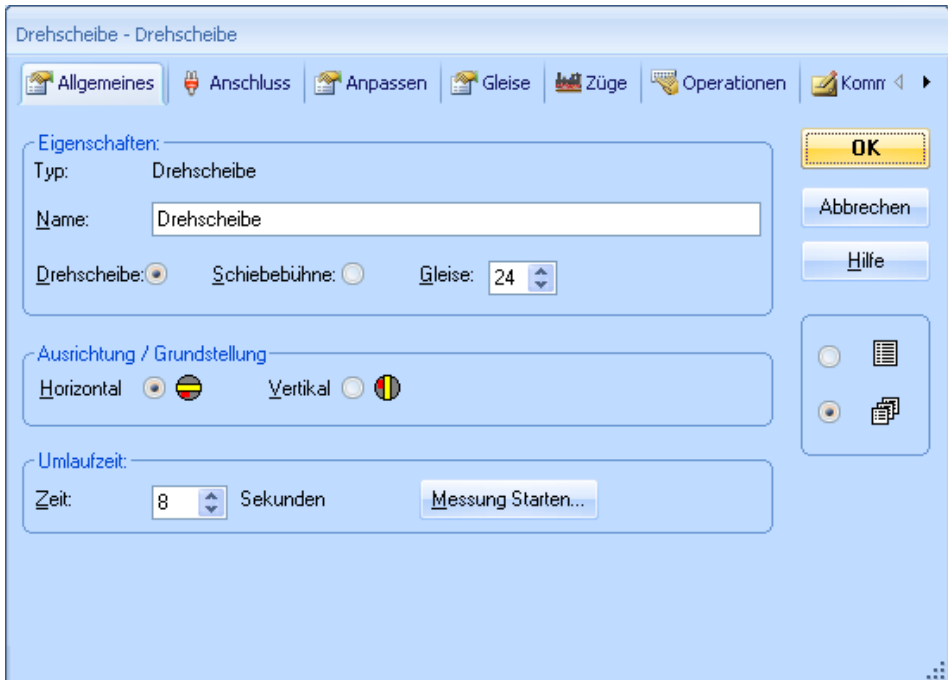 Drehscheibe - Drehscheibe
Allgemeines Anschluss Anpassen Gleise Züge Operationen Komm
Eigenschaften:
Typ: Drehscheibe
Name: Drehscheibe
Drehscheibe: Schiebebühne: Gleise: 24
Ausrichtung / Grundstellung
Horizontal Vertikal
Umlaufzeit:
Zeit: 8 Sekunden Messung Starten...
OK
Abbrechen
Hilfe